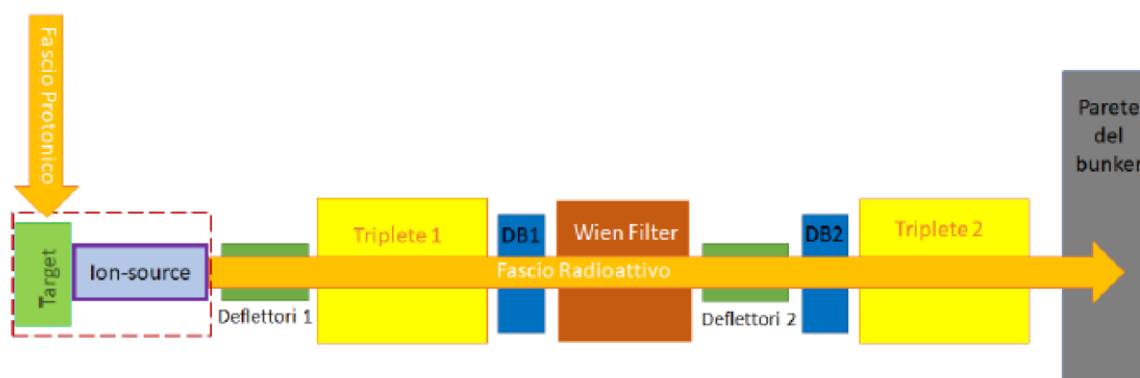 Fascio Protonico
Target
Ion-source
Deflettori 1
Triplete 1
DB1
Wien Filter
Fascio Radioattivo
Deflettori 2
DB2
Triplete 2
Parete
del
bunker